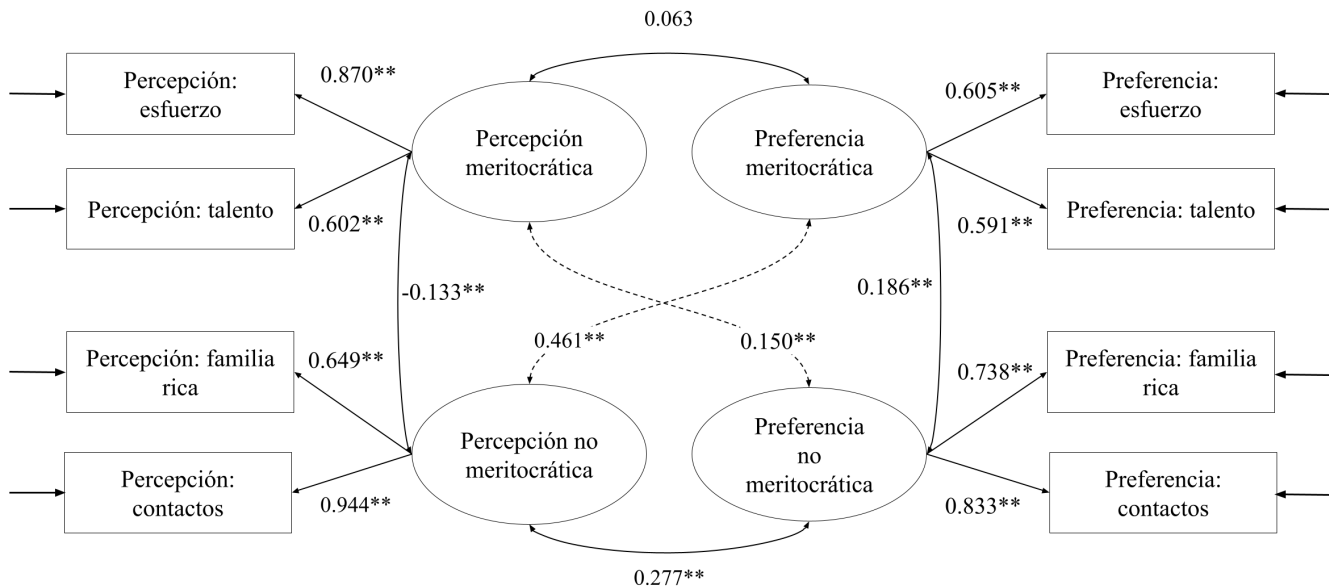 0.063
Percepción:
esfuerzo
0.870**
Percepción
meritocrática
Preferencia
meritocrática
0.605**
Preferencia:
esfuerzo
Percepción: talento
0.602**
0.591**
Preferencia: talento
-0.133**
0.186**
0.461**
0.150**
Percepción: familia
rica
0.649**
0.738**
Preferencia: familia
rica
Percepción no
meritocrática
Preferencia
no
meritocrática
Percepción:
contactos
0.944**
0.833**
Preferencia:
contactos
0.277**